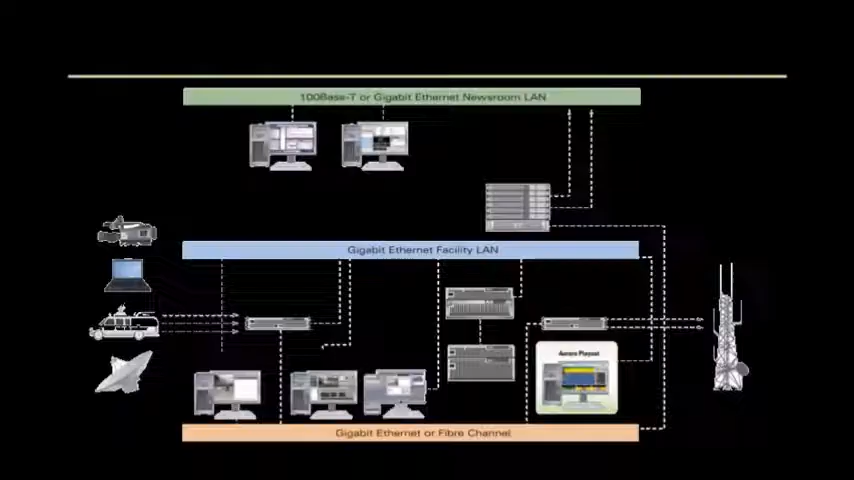 100Base-T or Gigabit Ethernet Newsroom LAN
Gigabit Ethernet Facility LAN
Aurora Playout
Gigabit Ethernet or Fibre Channel